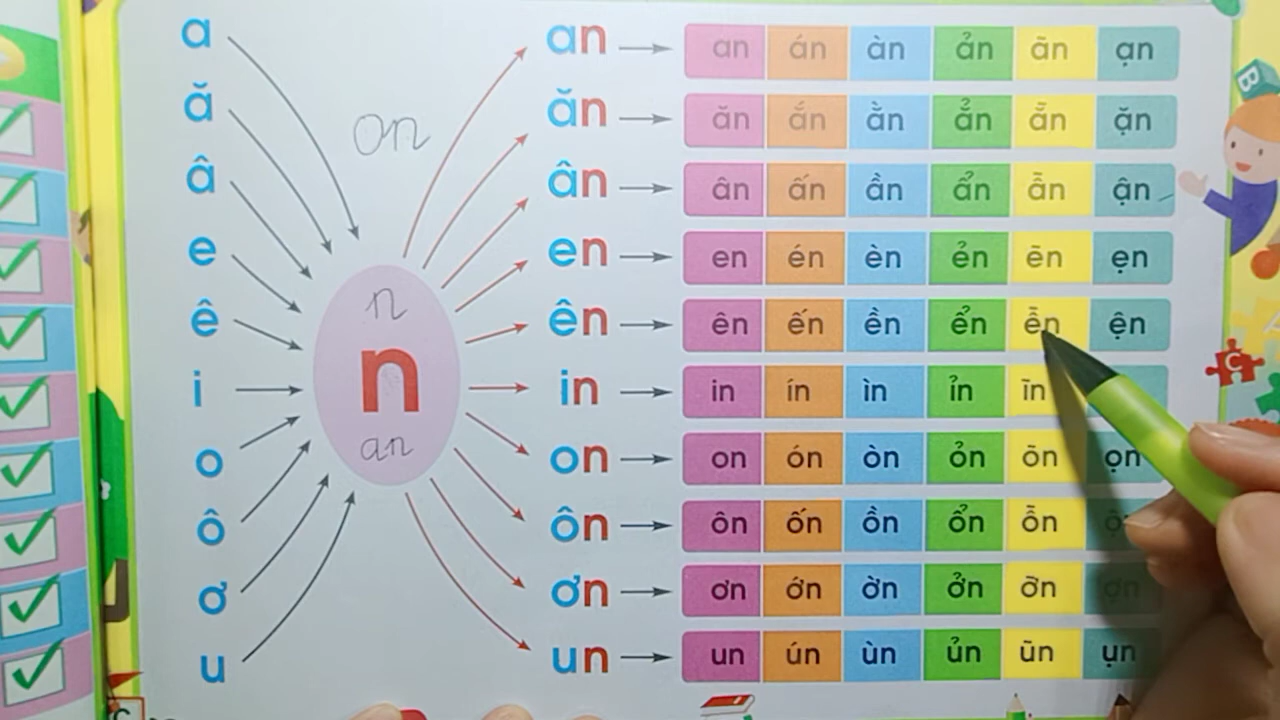 a an an án àn ản ãn ạn
ă ăn ăn ắn ằn ẳn ẵn ặn
on
â ân ân ấn ần ẩn ẫn ận
e en en én èn ẻn ẽn ẹn
n
ê ên ên ến ền ển ễn ện
n
i in in ín ìn ỉn ĩn
an
o on on ón òn ỏn õn ọn
ô ôn ôn ốn ồn ổn ỗn
ơ ơn ơn ớn ờn ởn ỡn ợn
u un un ún ùn ủn ũn ụn
B
C
C